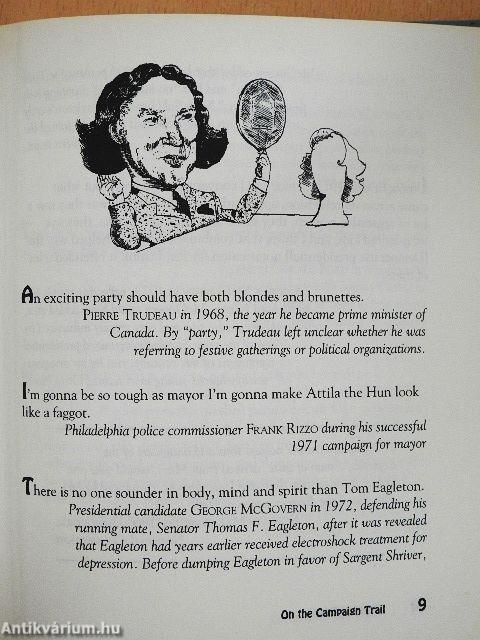 An exciting party should have both blondes and brunettes.
PIERRE TRUDEAU in 1968, the year he became prime minister of
Canada. By “party,” Trudeau left unclear whether he was
referring to festive gatherings or political organizations.
I'm gonna be so tough as mayor I'm gonna make Attila the Hun look
like a faggot.
Philadelphia police commissioner FRANK RIZZO during his successful
1971 campaign for mayor
There is no one sounder in body, mind and spirit than Tom Eagleton.
Presidential candidate GEORGE MCGOVERN in 1972, defending his
running mate, Senator Thomas F. Eagleton, after it was revealed
that Eagleton had years earlier received electroshock treatment for
depression. Before dumping Eagleton in favor of Sargent Shriver,
On the Campaign Trail 9
Antikvárium.hu